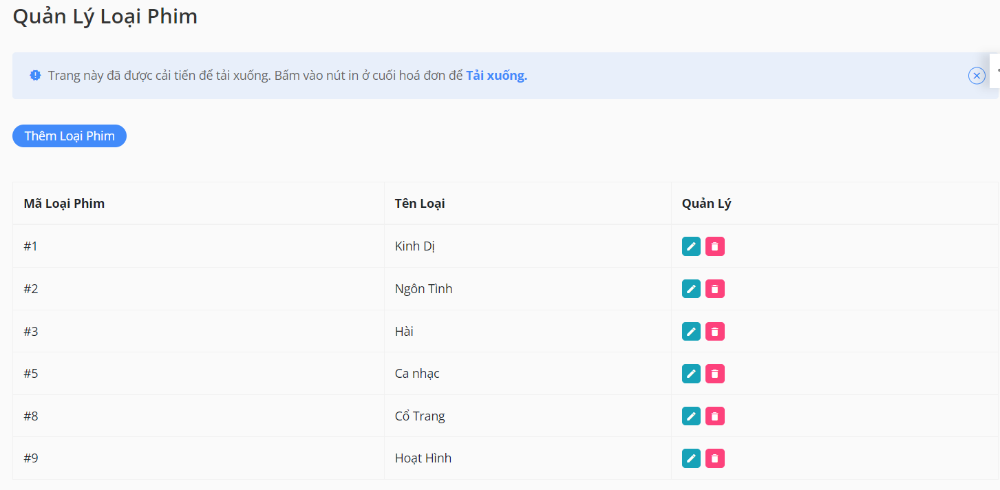 Quản Lý Loại Phim
Trang này đã được cải tiến để tải xuống. Bấm vào nút in ở cuối hoá đơn để Tải xuống.
Thêm Loại Phim
Mã Loại Phim Tên Loại Quản Lý
#1 Kinh Dị
#2 Ngôn Tình
#3 Hài
#5 Ca nhạc
#8 Cổ Trang
#9 Hoạt Hình